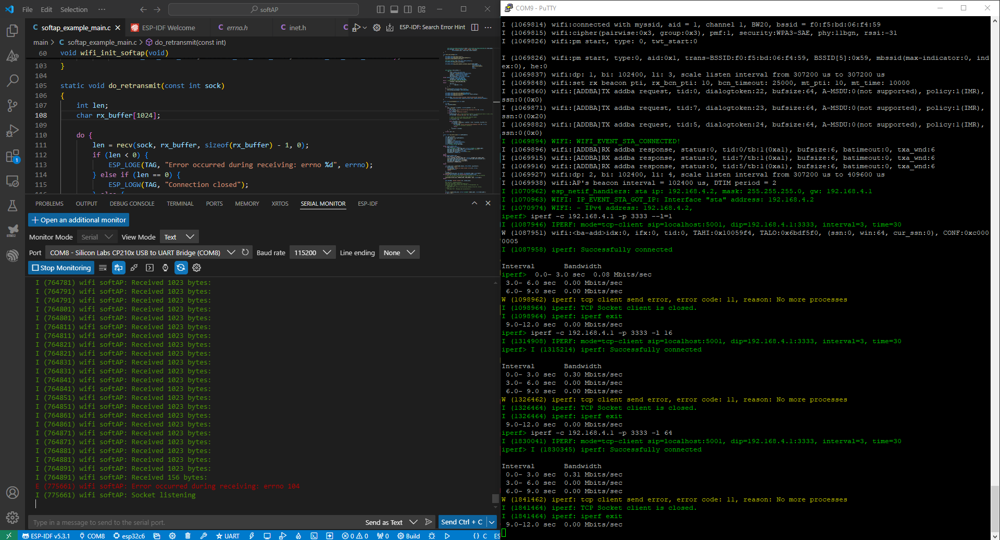 File Edit Selection ··· softAP
softap_example_main.c ESP-IDF Welcome errno.h inet.h C ESP-IDF: Search Error Hint ···
main > C softap_example_main.c > do_retransmit(const int)
60 void wifi_init_softap(void)
103 }
104
105 static void do_retransmit(const int sock)
106 {
107 int len;
108 char rx_buffer[1024];
109
110 do {
111 len = recv(sock, rx_buffer, sizeof(rx_buffer) - 1, 0);
112 if (len < 0) {
113 ESP_LOGE(TAG, "Error occurred during receiving: errno %d", errno);
114 } else if (len == 0) {
115 ESP_LOGW(TAG, "Connection closed");
116 } else {
PROBLEMS OUTPUT DEBUG CONSOLE TERMINAL PORTS MEMORY XRTOS SERIAL MONITOR ESP-IDF
+ Open an additional monitor
Monitor Mode Serial View Mode Text
Port COM8 - Silicon Labs CP210x USB to UART Bridge (COM8) Baud rate 115200 Line ending None
Stop Monitoring
I (764781) wifi softAP: Received 1023 bytes:
I (764791) wifi softAP: Received 1023 bytes:
I (764791) wifi softAP: Received 1023 bytes:
I (764801) wifi softAP: Received 1023 bytes:
I (764801) wifi softAP: Received 1023 bytes:
I (764811) wifi softAP: Received 1023 bytes:
I (764811) wifi softAP: Received 1023 bytes:
I (764821) wifi softAP: Received 1023 bytes:
I (764821) wifi softAP: Received 1023 bytes:
I (764831) wifi softAP: Received 1023 bytes:
I (764831) wifi softAP: Received 1023 bytes:
I (764841) wifi softAP: Received 1023 bytes:
I (764841) wifi softAP: Received 1023 bytes:
I (764851) wifi softAP: Received 1023 bytes:
I (764851) wifi softAP: Received 1023 bytes:
I (764861) wifi softAP: Received 1023 bytes:
I (764861) wifi softAP: Received 1023 bytes:
I (764871) wifi softAP: Received 1023 bytes:
I (764871) wifi softAP: Received 1023 bytes:
I (764881) wifi softAP: Received 1023 bytes:
I (764881) wifi softAP: Received 1023 bytes:
I (764891) wifi softAP: Received 1023 bytes:
I (764891) wifi softAP: Received 156 bytes:
E (775661) wifi softAP: Error occurred during receiving: errno 104
I (775661) wifi softAP: Socket listening
Type in a message to send to the serial port. Send as Text Send Ctrl + C
ESP-IDF v5.3.1 COM8 esp32c6 UART 0 0 0 Build {} C ES
COM9 - PuTTY
I (1069814) wifi:connected with myssid, aid = 1, channel 1, BW20, bssid = f0:f5:bd:06:f4:59
I (1069815) wifi:cipher(pairwise:0x3, group:0x3), pmf:1, security:WPA3-SAE, phy:11bgn, rssi:-31
I (1069826) wifi:pm start, type: 0, twt_start:0
I (1069826) wifi:pm start, type:0, aid:0x1, trans-BSSID:f0:f5:bd:06:f4:59, BSSID[5]:0x59, mbssid(max-indicator:0, ind
ex:0), he:0
I (1069837) wifi:dp: 1, bi: 102400, li: 3, scale listen interval from 307200 us to 307200 us
I (1069848) wifi:set rx beacon pti, rx_bcn_pti: 10, bcn_timeout: 25000, mt_pti: 10, mt_time: 10000
I (1069860) wifi:[ADDBA]TX addba request, tid:0, dialogtoken:22, bufsize:64, A-MSDU:0(not supported), policy:1(IMR),
ssn:0(0x0)
I (1069871) wifi:[ADDBA]TX addba request, tid:7, dialogtoken:23, bufsize:64, A-MSDU:0(not supported), policy:1(IMR),
ssn:0(0x20)
I (1069882) wifi:[ADDBA]TX addba request, tid:5, dialogtoken:24, bufsize:64, A-MSDU:0(not supported), policy:1(IMR),
ssn:0(0x0)
I (1069894) WIFI: WIFI_EVENT_STA_CONNECTED!
I (1069896) wifi:[ADDBA]RX addba response, status:0, tid:0/tb:1(0xa1), bufsize:6, batimeout:0, txa_wnd:6
I (1069915) wifi:[ADDBA]RX addba response, status:0, tid:7/tb:1(0xa1), bufsize:6, batimeout:0, txa_wnd:6
I (1069916) wifi:[ADDBA]RX addba response, status:0, tid:5/tb:1(0xa1), bufsize:6, batimeout:0, txa_wnd:6
I (1069927) wifi:dp: 2, bi: 102400, li: 4, scale listen interval from 307200 us to 409600 us
I (1069938) wifi:AP's beacon interval = 102400 us, DTIM period = 2
I (1070962) esp_netif_handlers: sta ip: 192.168.4.2, mask: 255.255.255.0, gw: 192.168.4.1
I (1070963) WIFI: IP_EVENT_STA_GOT_IP: Interface "sta" address: 192.168.4.2
I (1070974) WIFI: - IPv4 address: 192.168.4.2,
iperf> iperf -c 192.168.4.1 -p 3333 --l=1
I (1087946) IPERF: mode=tcp-client sip=localhost:5001, dip=192.168.4.1:3333, interval=3, time=30
W (1087951) wifi:<ba-add>idx:0, ifx:0, tid:0, TAHI:0x10059f4, TALO:0x6bdf5f0, (ssn:0, win:64, cur_ssn:0), CONF:0xc000
0005
I (1087958) iperf: Successfully connected
Interval Bandwidth
iperf> 0.0- 3.0 sec 0.08 Mbits/sec
3.0- 6.0 sec 0.00 Mbits/sec
6.0- 9.0 sec 0.00 Mbits/sec
W (1098962) iperf: tcp client send error, error code: 11, reason: No more processes
I (1098964) iperf: TCP Socket client is closed.
I (1098964) iperf: iperf exit
9.0-12.0 sec 0.00 Mbits/sec
iperf> iperf -c 192.168.4.1 -p 3333 -l 16
I (1314908) IPERF: mode=tcp-client sip=localhost:5001, dip=192.168.4.1:3333, interval=3, time=30
iperf> I (1315214) iperf: Successfully connected
Interval Bandwidth
0.0- 3.0 sec 0.30 Mbits/sec
3.0- 6.0 sec 0.00 Mbits/sec
6.0- 9.0 sec 0.00 Mbits/sec
W (1326462) iperf: tcp client send error, error code: 11, reason: No more processes
I (1326464) iperf: TCP Socket client is closed.
I (1326464) iperf: iperf exit
9.0-12.0 sec 0.00 Mbits/sec
iperf> iperf -c 192.168.4.1 -p 3333 -l 64
I (1830041) IPERF: mode=tcp-client sip=localhost:5001, dip=192.168.4.1:3333, interval=3, time=30
iperf> I (1830345) iperf: Successfully connected
Interval Bandwidth
0.0- 3.0 sec 0.31 Mbits/sec
3.0- 6.0 sec 0.00 Mbits/sec
6.0- 9.0 sec 0.00 Mbits/sec
W (1841462) iperf: tcp client send error, error code: 11, reason: No more processes
I (1841464) iperf: TCP Socket client is closed.
I (1841464) iperf: iperf exit
9.0-12.0 sec 0.00 Mbits/sec